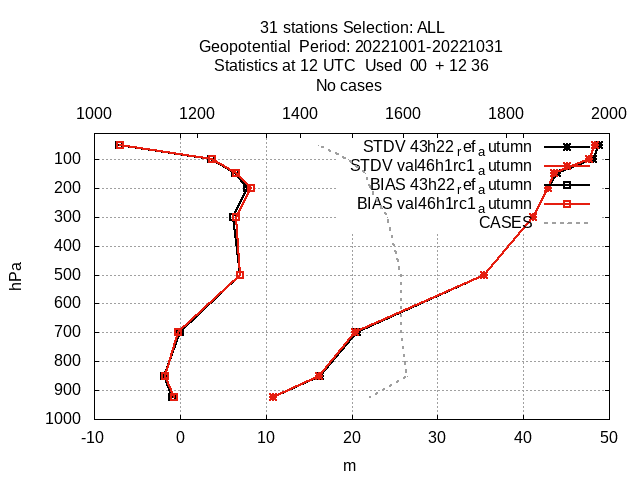 31 stations Selection: ALL
Geopotential  Period: 20221001-20221031
Statistics at 12 UTC  Used  00  + 12 36
No cases
1000 1200 1400 1600 1800 2000
STDV 43h22_ref_autumn
STDV val46h1rc1_autumn
BIAS 43h22_ref_autumn
BIAS val46h1rc1_autumn
CASES
100
200
300
400
500
600
700
800
900
1000
hPa
-10 0 10 20 30 40 50
m